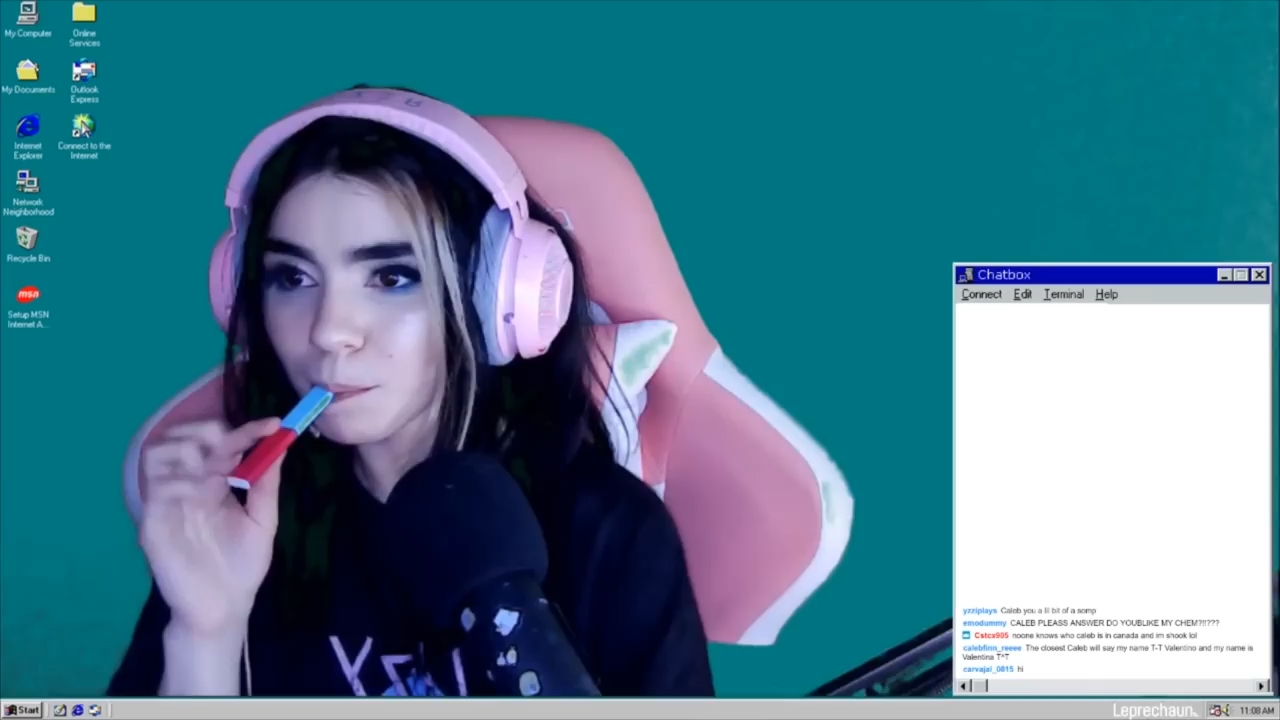 My Computer
Online
Services
My Documents
Outlook
Express
Internet
Explorer
Connect to the
Internet
Network
Neighborhood
Recycle Bin
msn
Setup MSN
Internet A...
Chatbox
Connect Edit Terminal Help
yzziplays Caleb you a lil bit of a somp
emodummy CALEB PLEASS ANSWER DO YOUBLIKE MY CHEM?!!???
Cstcx905 noone knows who caleb is in canada and im shook lol
calebfinn_reeee The closest Caleb will say my name T-T Valentino and my name is
Valentina T^T
carvajal_0815 hi
Start
Leprechaun
11:08 AM